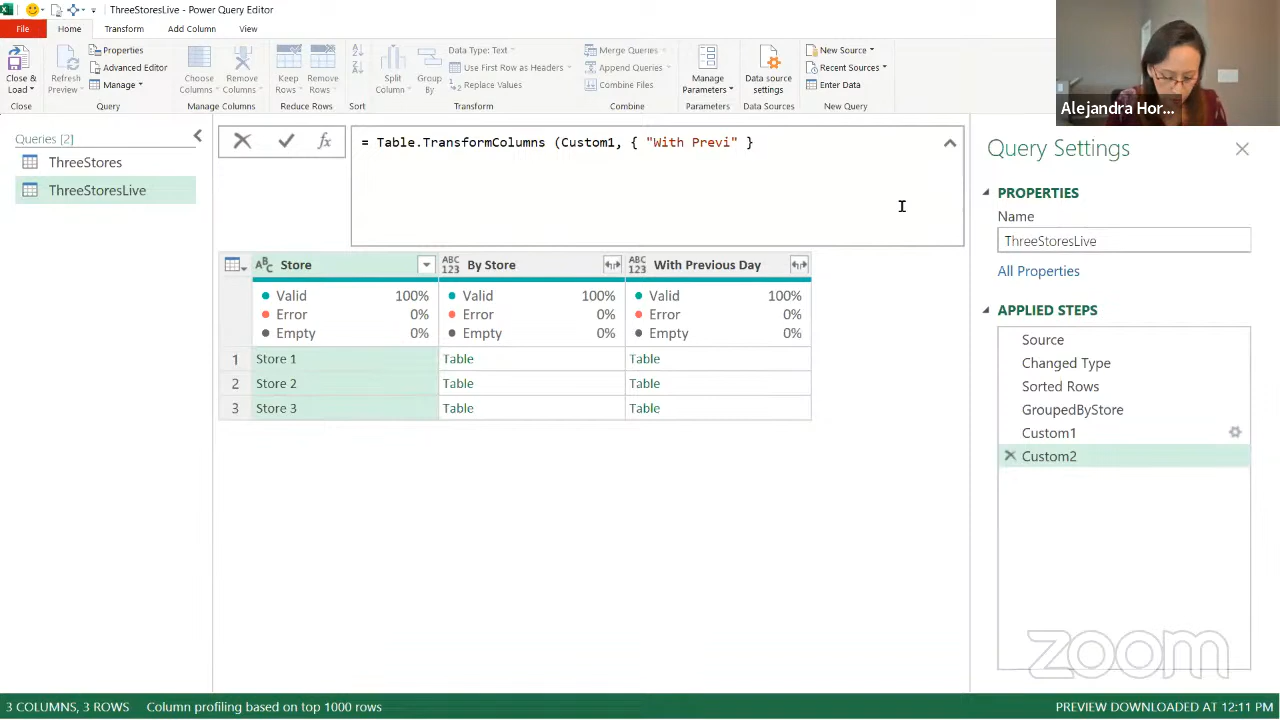 ThreeStoresLive - Power Query Editor
File
Home
Transform
Add Column
View
Close &
Load
Close
Refresh
Preview
Properties
Advanced Editor
Manage
Query
Choose
Columns
Remove
Columns
Manage Columns
Keep
Rows
Remove
Rows
Reduce Rows
Sort
Split
Column
Group
By
Data Type: Text
Use First Row as Headers
Replace Values
Transform
Merge Queries
Append Queries
Combine Files
Combine
Manage
Parameters
Parameters
Data source
settings
Data Sources
New Source
Recent Sources
Enter Data
New Query
Alejandra Hor...
Queries [2]
ThreeStores
ThreeStoresLive
fx
= Table.TransformColumns (Custom1, { "With Previ" }
ABC Store
ABC 123 By Store
ABC 123 With Previous Day
Valid 100% Valid 100% Valid 100%
Error 0% Error 0% Error 0%
Empty 0% Empty 0% Empty 0%
1 Store 1 Table Table
2 Store 2 Table Table
3 Store 3 Table Table
Query Settings
PROPERTIES
Name
ThreeStoresLive
All Properties
APPLIED STEPS
Source
Changed Type
Sorted Rows
GroupedByStore
Custom1
Custom2
zoom
3 COLUMNS, 3 ROWS Column profiling based on top 1000 rows
PREVIEW DOWNLOADED AT 12:11 PM